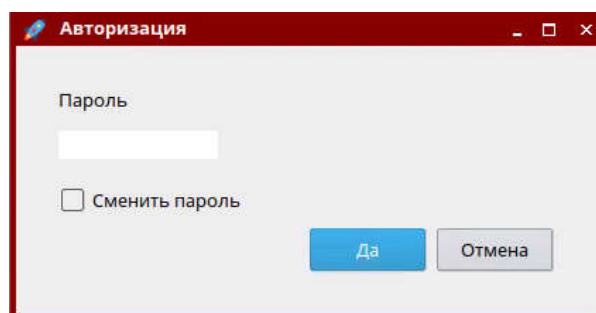 Авторизация
Пароль
Сменить пароль
Да Отмена